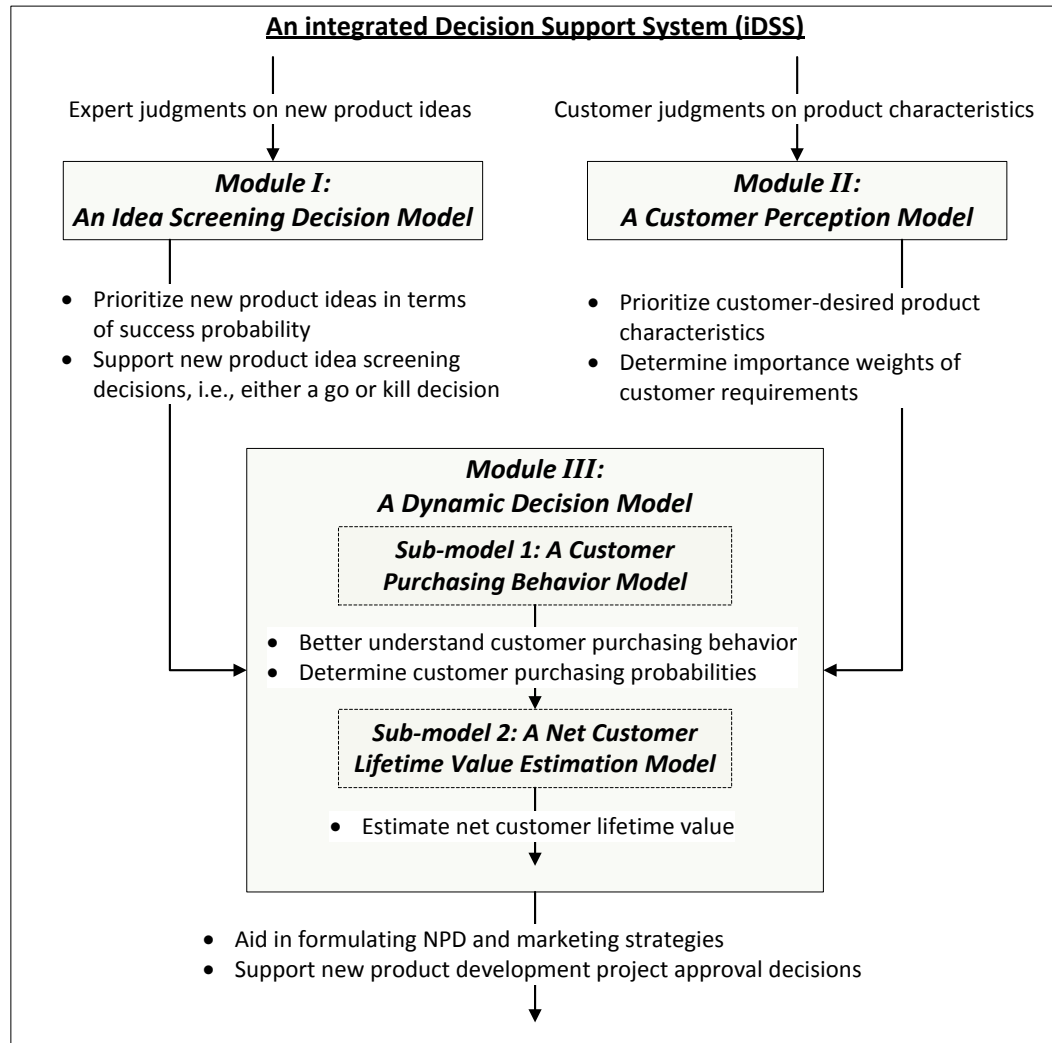 An integrated Decision Support System (iDSS)
Expert judgments on new product ideas
Customer judgments on product characteristics
Module I:
An Idea Screening Decision Model
Module II:
A Customer Perception Model
• Prioritize new product ideas in terms
of success probability
• Support new product idea screening
decisions, i.e., either a go or kill decision
• Prioritize customer-desired product
characteristics
• Determine importance weights of
customer requirements
Module III:
A Dynamic Decision Model
Sub-model 1: A Customer
Purchasing Behavior Model
• Better understand customer purchasing behavior
• Determine customer purchasing probabilities
Sub-model 2: A Net Customer
Lifetime Value Estimation Model
• Estimate net customer lifetime value
• Aid in formulating NPD and marketing strategies
• Support new product development project approval decisions